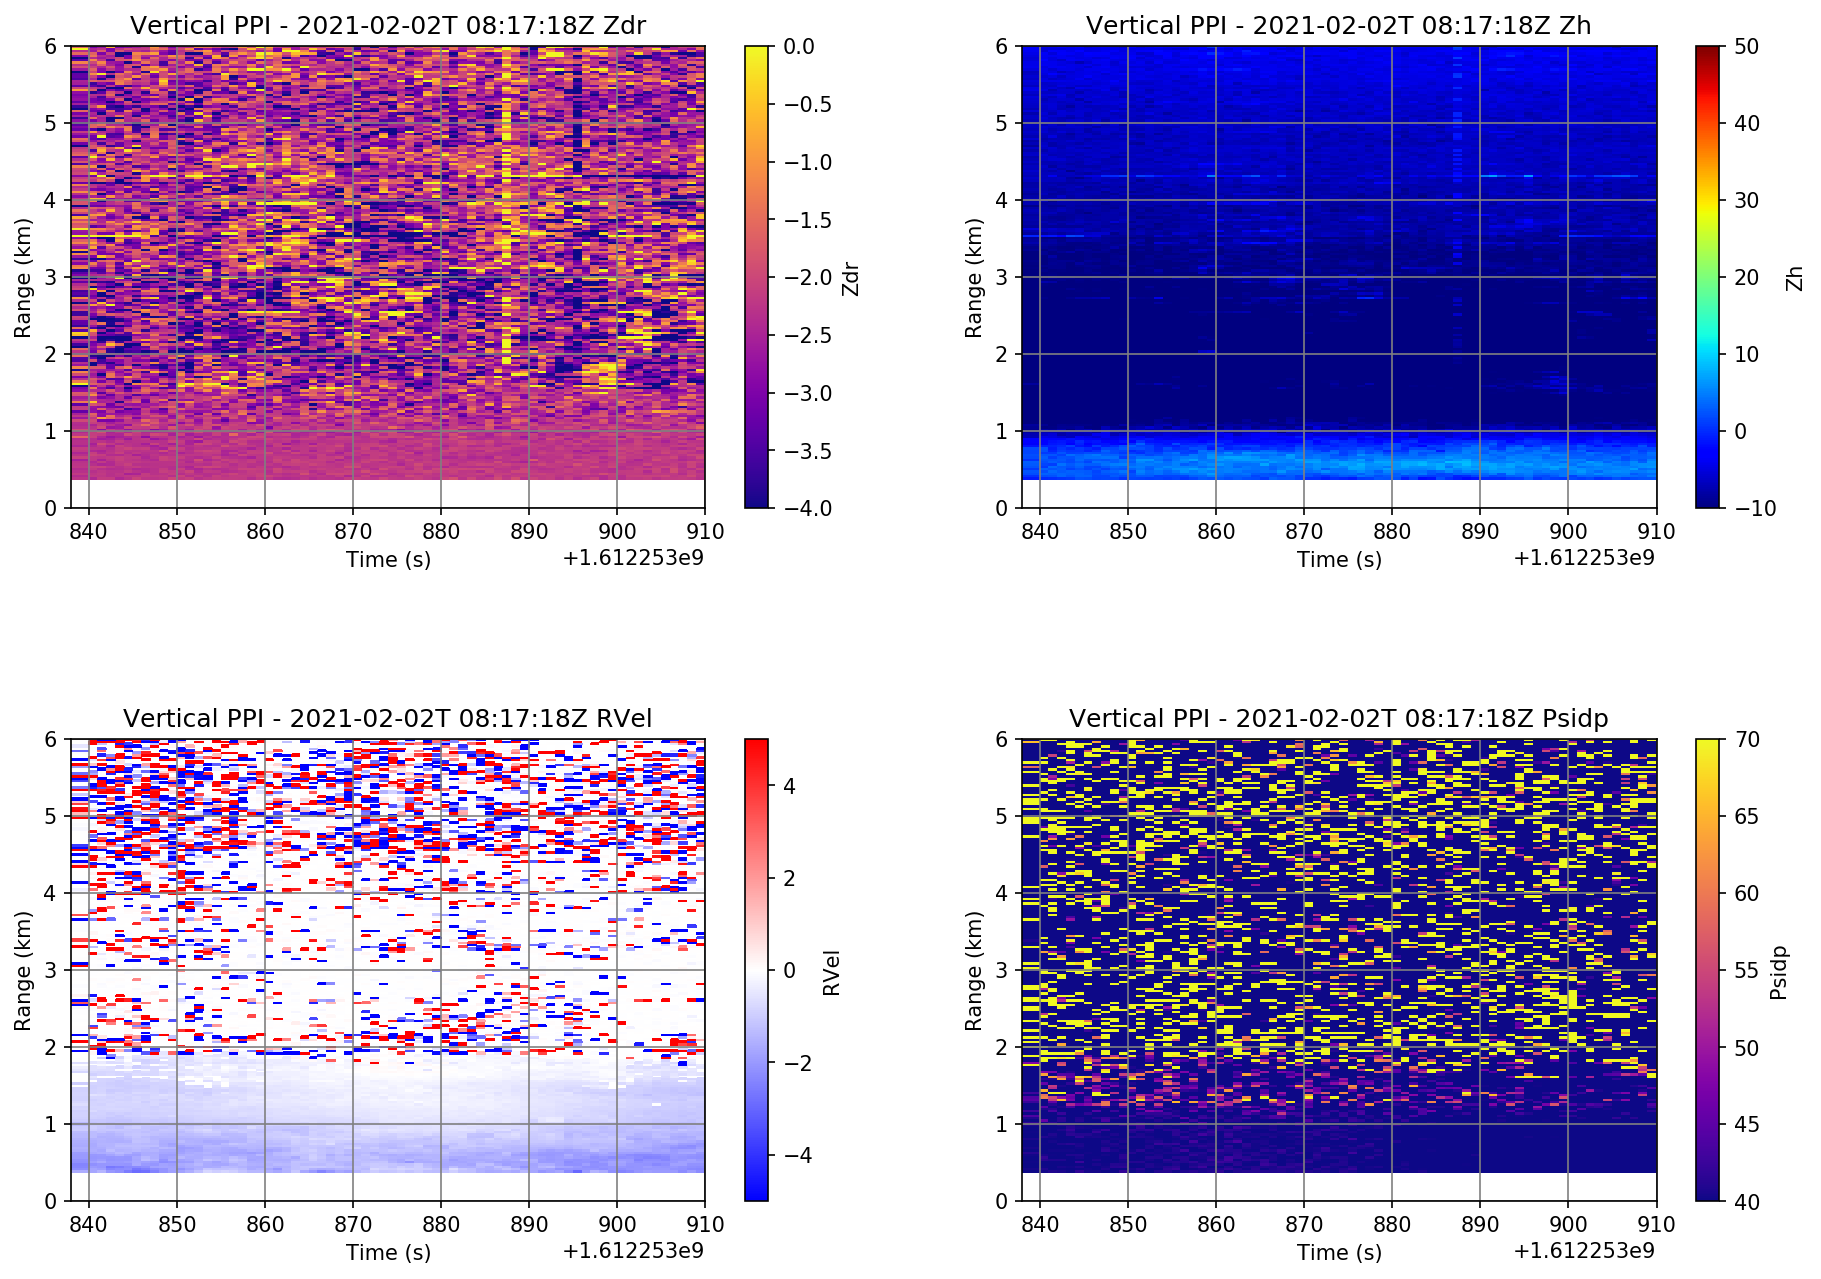 Vertical PPI - 2021-02-02T 08:17:18Z Zdr
6
5
4
3
2
1
0
Range (km)
840 850 860 870 880 890 900 910
Time (s)
+1.612253e9
0.0
−0.5
−1.0
−1.5
−2.0
−2.5
−3.0
−3.5
−4.0
Zdr
Vertical PPI - 2021-02-02T 08:17:18Z Zh
6
5
4
3
2
1
0
Range (km)
840 850 860 870 880 890 900 910
Time (s)
+1.612253e9
50
40
30
20
10
0
−10
Zh
Vertical PPI - 2021-02-02T 08:17:18Z RVel
6
5
4
3
2
1
0
Range (km)
840 850 860 870 880 890 900 910
Time (s)
+1.612253e9
4
2
0
−2
−4
RVel
Vertical PPI - 2021-02-02T 08:17:18Z Psidp
6
5
4
3
2
1
0
Range (km)
840 850 860 870 880 890 900 910
Time (s)
+1.612253e9
70
65
60
55
50
45
40
Psidp